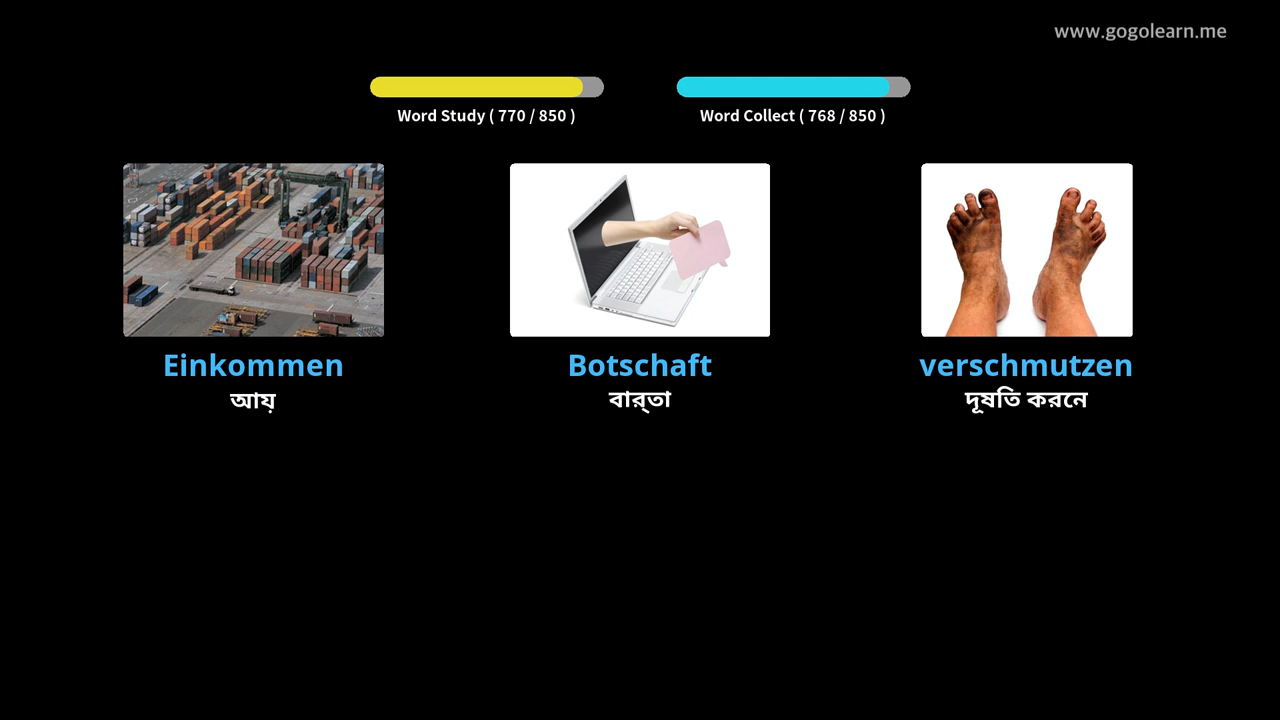 www.gogolearn.me
Word Study ( 770 / 850 )
Word Collect ( 768 / 850 )
Einkommen
Botschaft
verschmutzen
আয়
বার্তা
দূষতি করনে